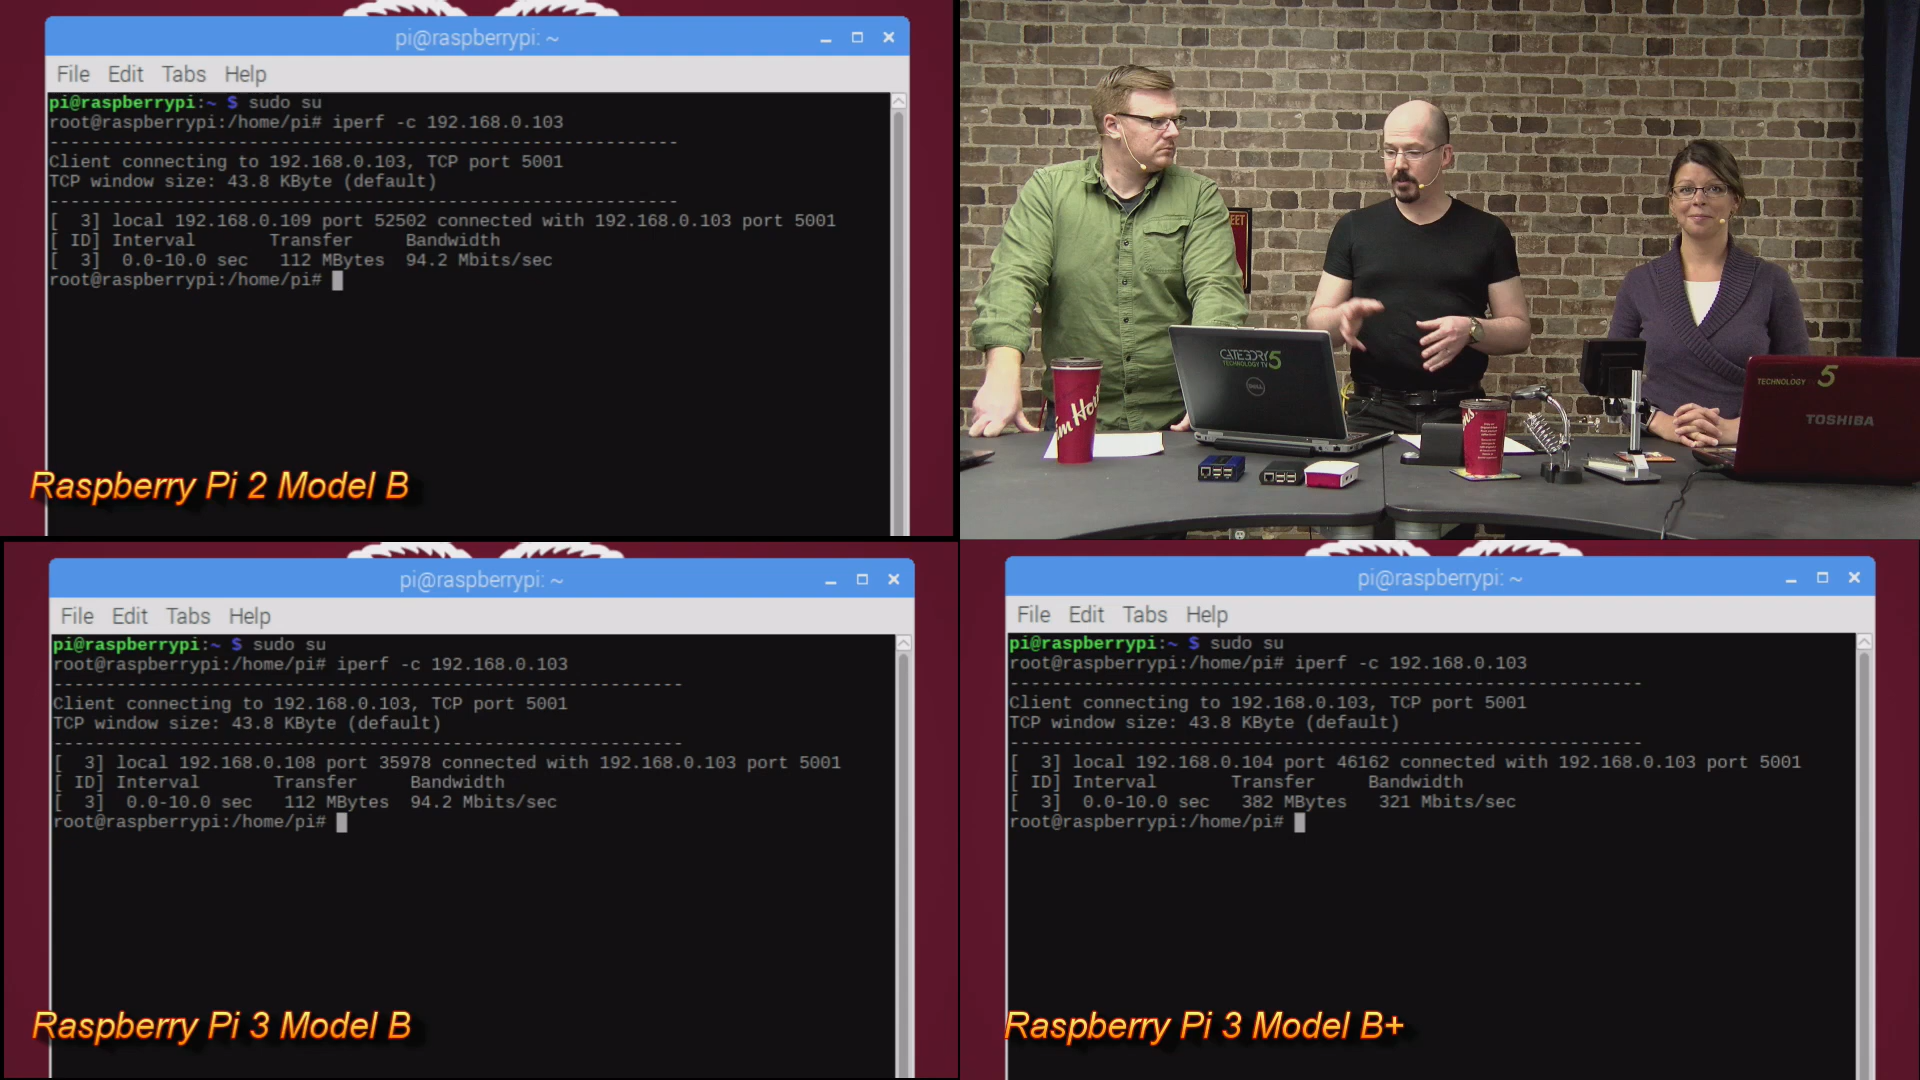 pi@raspberrypi: ~
File Edit Tabs Help
pi@raspberrypi:~ $ sudo su
root@raspberrypi:/home/pi# iperf -c 192.168.0.103
------------------------------------------------------------
Client connecting to 192.168.0.103, TCP port 5001
TCP window size: 43.8 KByte (default)
------------------------------------------------------------
[  3] local 192.168.0.109 port 52502 connected with 192.168.0.103 port 5001
[ ID] Interval       Transfer     Bandwidth
[  3]  0.0-10.0 sec   112 MBytes  94.2 Mbits/sec
root@raspberrypi:/home/pi#
Raspberry Pi 2 Model B
EET
CATEGORY5
TECHNOLOGY TV
DELL
Tim Hor
ns
TECHNOLOGY 5
TOSHIBA
pi@raspberrypi: ~
File Edit Tabs Help
pi@raspberrypi:~ $ sudo su
root@raspberrypi:/home/pi# iperf -c 192.168.0.103
------------------------------------------------------------
Client connecting to 192.168.0.103, TCP port 5001
TCP window size: 43.8 KByte (default)
------------------------------------------------------------
[  3] local 192.168.0.108 port 35978 connected with 192.168.0.103 port 5001
[ ID] Interval       Transfer     Bandwidth
[  3]  0.0-10.0 sec   112 MBytes  94.2 Mbits/sec
root@raspberrypi:/home/pi#
Raspberry Pi 3 Model B
pi@raspberrypi: ~
File Edit Tabs Help
pi@raspberrypi:~ $ sudo su
root@raspberrypi:/home/pi# iperf -c 192.168.0.103
------------------------------------------------------------
Client connecting to 192.168.0.103, TCP port 5001
TCP window size: 43.8 KByte (default)
------------------------------------------------------------
[  3] local 192.168.0.104 port 46162 connected with 192.168.0.103 port 5001
[ ID] Interval       Transfer     Bandwidth
[  3]  0.0-10.0 sec   382 MBytes   321 Mbits/sec
root@raspberrypi:/home/pi#
Raspberry Pi 3 Model B+